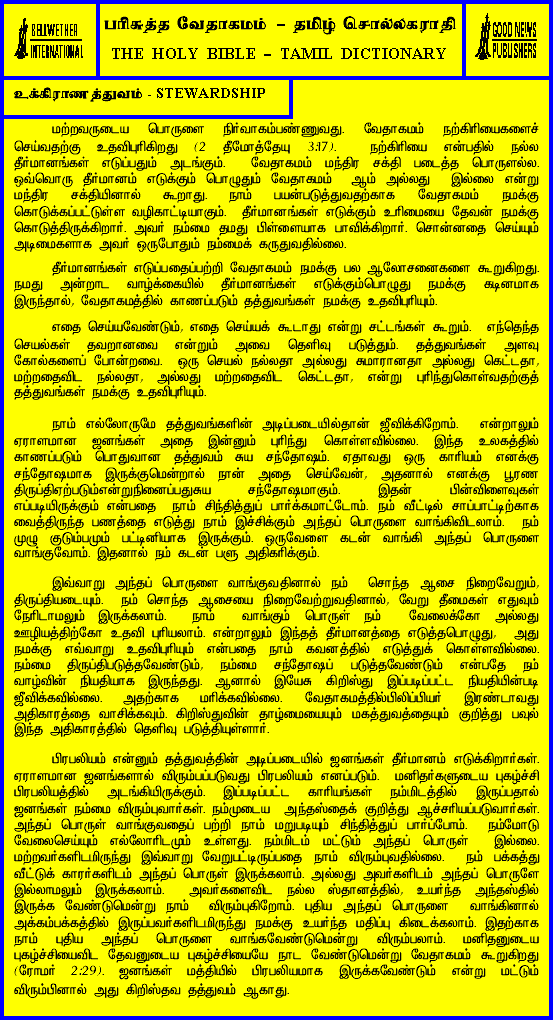 BELLWETHER
INTERNATIONAL
பரிசுத்த வேதாகமம் – தமிழ் சொல்லகராதி
THE HOLY BIBLE – TAMIL DICTIONARY
GOOD NEWS
PUBLISHERS
உக்கிராணத்துவம் - STEWARDSHIP
மற்றவருடைய பொருளை நிர்வாகம்பண்ணுவது. வேதாகமம் நற்கிரியைகளைச்
செய்வதற்கு உதவிபுரிகிறது (2 தீமோத்தேயு 3:17). நற்கிரியை என்பதில் நல்ல
தீர்மானங்கள் எடுப்பதும் அடங்கும். வேதாகமம் மந்திர சக்தி படைத்த பொருளல்ல.
ஒவ்வொரு தீர்மானம் எடுக்கும் பொழுதும் வேதாகமம் ஆம் அல்லது இல்லை என்று
மந்திர சக்தியினால் கூறாது. நாம் பயன்படுத்துவதற்காக வேதாகமம் நமக்கு
கொடுக்கப்பட்டுள்ள வழிகாட்டியாகும். தீர்மானங்கள் எடுக்கும் உரிமையை தேவன் நமக்கு
கொடுத்திருக்கிறார். அவர் நம்மை தமது பிள்ளையாக பாவிக்கிறார். சொன்னதை செய்யும்
அடிமைகளாக அவர் ஒருபோதும் நம்மைக் கருதுவதில்லை.
தீர்மானங்கள் எடுப்பதைப்பற்றி வேதாகமம் நமக்கு பல ஆலோசனைகளை கூறுகிறது.
நமது அன்றாட வாழ்க்கையில் தீர்மானங்கள் எடுக்கும்பொழுது நமக்கு கடினமாக
இருந்தால், வேதாகமத்தில் காணப்படும் தத்துவங்கள் நமக்கு உதவிபுரியும்.
எதை செய்யவேண்டும், எதை செய்யக் கூடாது என்று சட்டங்கள் கூறும். எந்தெந்த
செயல்கள் தவறானவை என்றும் அவை தெளிவு படுத்தும். தத்துவங்கள் அளவு
கோல்களைப் போன்றவை. ஒரு செயல் நல்லதா அல்லது சுமாரானதா அல்லது கெட்டதா,
மற்றதைவிட நல்லதா, அல்லது மற்றதைவிட கெட்டதா, என்று புரிந்துகொள்வதற்குத்
தத்துவங்கள் நமக்கு உதவிபுரியும்.
நாம் எல்லோருமே தத்துவங்களின் அடிப்படையில்தான் ஜீவிக்கிறோம். என்றாலும்
ஏராளமான ஜனங்கள் அதை இன்னும் புரிந்து கொள்ளவில்லை. இந்த உலகத்தில்
காணப்படும் பொதுவான தத்துவம் சுய சந்தோஷம். ஏதாவது ஒரு காரியம் எனக்கு
சந்தோஷமாக இருக்குமென்றால் நான் அதை செய்வேன், அதனால் எனக்கு பூரண
திருப்திஏற்படும்என்றுநினைப்பதுசுய சந்தோஷமாகும். இதன் பின்விளைவுகள்
எப்படியிருக்கும் என்பதை நாம் சிந்தித்துப் பார்க்கமாட்டோம். நம் வீட்டில் சாப்பாட்டிற்காக
வைத்திருந்த பணத்தை எடுத்து நாம் இச்சிக்கும் அந்தப் பொருளை வாங்கிவிடலாம். நம்
முழு குடும்பமும் பட்டினியாக இருக்கும். ஒருவேளை கடன் வாங்கி அந்தப் பொருளை
வாங்குவோம். இதனால் நம் கடன் பளு அதிகரிக்கும்.
இவ்வாறு அந்தப் பொருளை வாங்குவதினால் நம் சொந்த ஆசை நிறைவேறும்,
திருப்தியடையும். நம் சொந்த ஆசையை நிறைவேற்றுவதினால், வேறு தீமைகள் எதுவும்
நேரிடாமலும் இருக்கலாம். நாம் வாங்கும் பொருள் நம் வேலைக்கோ அல்லது
ஊழியத்திற்கோ உதவி புரியலாம். என்றாலும் இந்தத் தீர்மானத்தை எடுத்தபொழுது, அது
நமக்கு எவ்வாறு உதவிபுரியும் என்பதை நாம் கவனத்தில் எடுத்துக் கொள்ளவில்லை.
நம்மை திருப்திபடுத்தவேண்டும், நம்மை சந்தோஷப் படுத்தவேண்டும் என்பதே நம்
வாழ்வின் நியதியாக இருந்தது. ஆனால் இயேசு கிறிஸ்து இப்படிப்பட்ட நியதியின்படி
ஜீவிக்கவில்லை. அதற்காக மரிக்கவில்லை. வேதாகமத்தில்பிலிப்பியர் இரண்டாவது
அதிகாரத்தை வாசிக்கவும். கிறிஸ்துவின் தாழ்மையையும் மகத்துவத்தையும் குறித்து பவுல்
இந்த அதிகாரத்தில் தெளிவு படுத்தியுள்ளார்.
பிரபலியம் என்னும் தத்துவத்தின் அடிப்படையில் ஜனங்கள் தீர்மானம் எடுக்கிறார்கள்.
ஏராளமான ஜனங்களால் விரும்பப்படுவது பிரபலியம் எனப்படும். மனிதர்களுடைய புகழ்ச்சி
பிரபலியத்தில் அடங்கியிருக்கும். இப்படிப்பட்ட காரியங்கள் நம்மிடத்தில் இருப்பதால்
ஜனங்கள் நம்மை விரும்புவார்கள். நம்முடைய அந்தஸ்தைக் குறித்து ஆச்சரியப்படுவார்கள்.
அந்தப் பொருள் வாங்குவதைப் பற்றி நாம் மறுபடியும் சிந்தித்துப் பார்ப்போம். நம்மோடு
வேலைசெய்யும் எல்லோரிடமும் உள்ளது. நம்மிடம் மட்டும் அந்தப் பொருள் இல்லை.
மற்றவர்களிடமிருந்து இவ்வாறு வேறுபட்டிருப்பதை நாம் விரும்புவதில்லை. நம் பக்கத்து
வீட்டுக் காரர்களிடம் அந்தப் பொருள் இருக்கலாம். அல்லது அவர்களிடம் அந்தப் பொருளே
இல்லாமலும் இருக்கலாம். அவர்களைவிட நல்ல ஸ்தானத்தில், உயர்ந்த அந்தஸ்தில்
இருக்க வேண்டுமென்று நாம் விரும்புகிறோம். புதிய அந்தப் பொருளை வாங்கினால்
அக்கம்பக்கத்தில் இருப்பவர்களிடமிருந்து நமக்கு உயர்ந்த மதிப்பு கிடைக்கலாம். இதற்காக
நாம் புதிய அந்தப் பொருளை வாங்கவேண்டுமென்று விரும்பலாம். மனிதனுடைய
புகழ்ச்சியைவிட தேவனுடைய புகழ்ச்சியையே நாட வேண்டுமென்று வேதாகமம் கூறுகிறது
(ரோமர் 2:29). ஜனங்கள் மத்தியில் பிரபலியமாக இருக்கவேண்டும் என்று மட்டும்
விரும்பினால் அது கிறிஸ்தவ தத்துவம் ஆகாது.